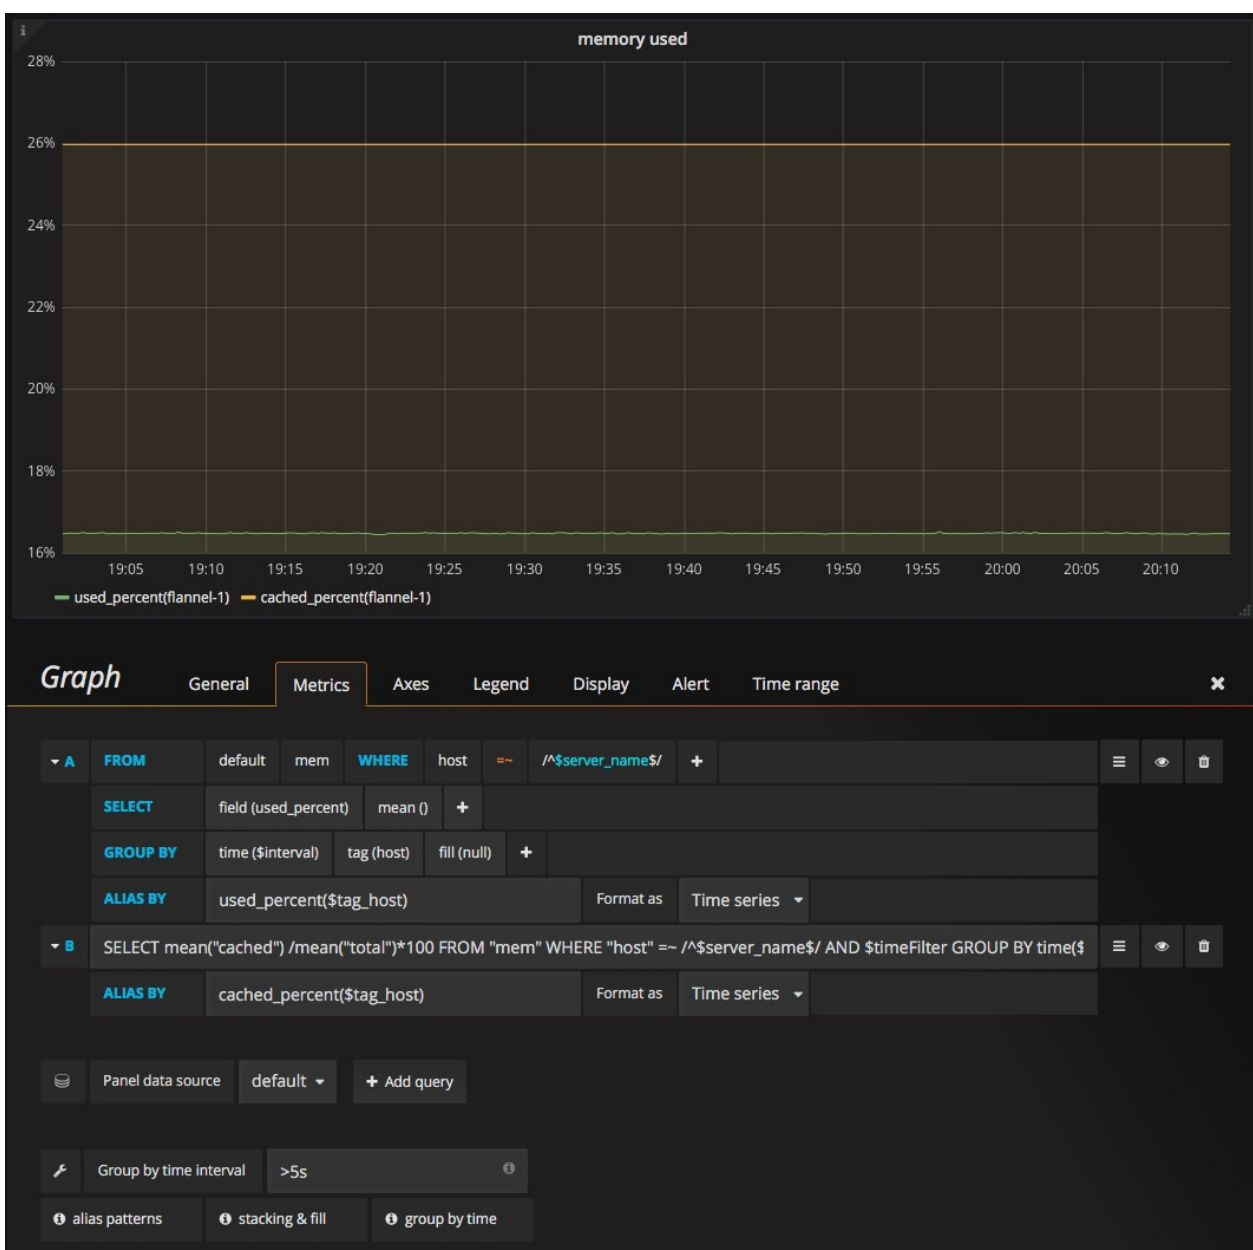 memory used
28%
26%
24%
22%
20%
18%
16%
19:05 19:10 19:15 19:20 19:25 19:30 19:35 19:40 19:45 19:50 19:55 20:00 20:05 20:10
used_percent(flannel-1) cached_percent(flannel-1)
Graph General Metrics Axes Legend Display Alert Time range
A FROM default mem WHERE host =~ /^$server_name$/ +
SELECT field (used_percent) mean () +
GROUP BY time ($interval) tag (host) fill (null) +
ALIAS BY used_percent($tag_host) Format as Time series
B SELECT mean("cached") /mean("total")*100 FROM "mem" WHERE "host" =~ /^$server_name$/ AND $timeFilter GROUP BY time($
ALIAS BY cached_percent($tag_host) Format as Time series
Panel data source default + Add query
Group by time interval >5s
alias patterns stacking & fill group by time